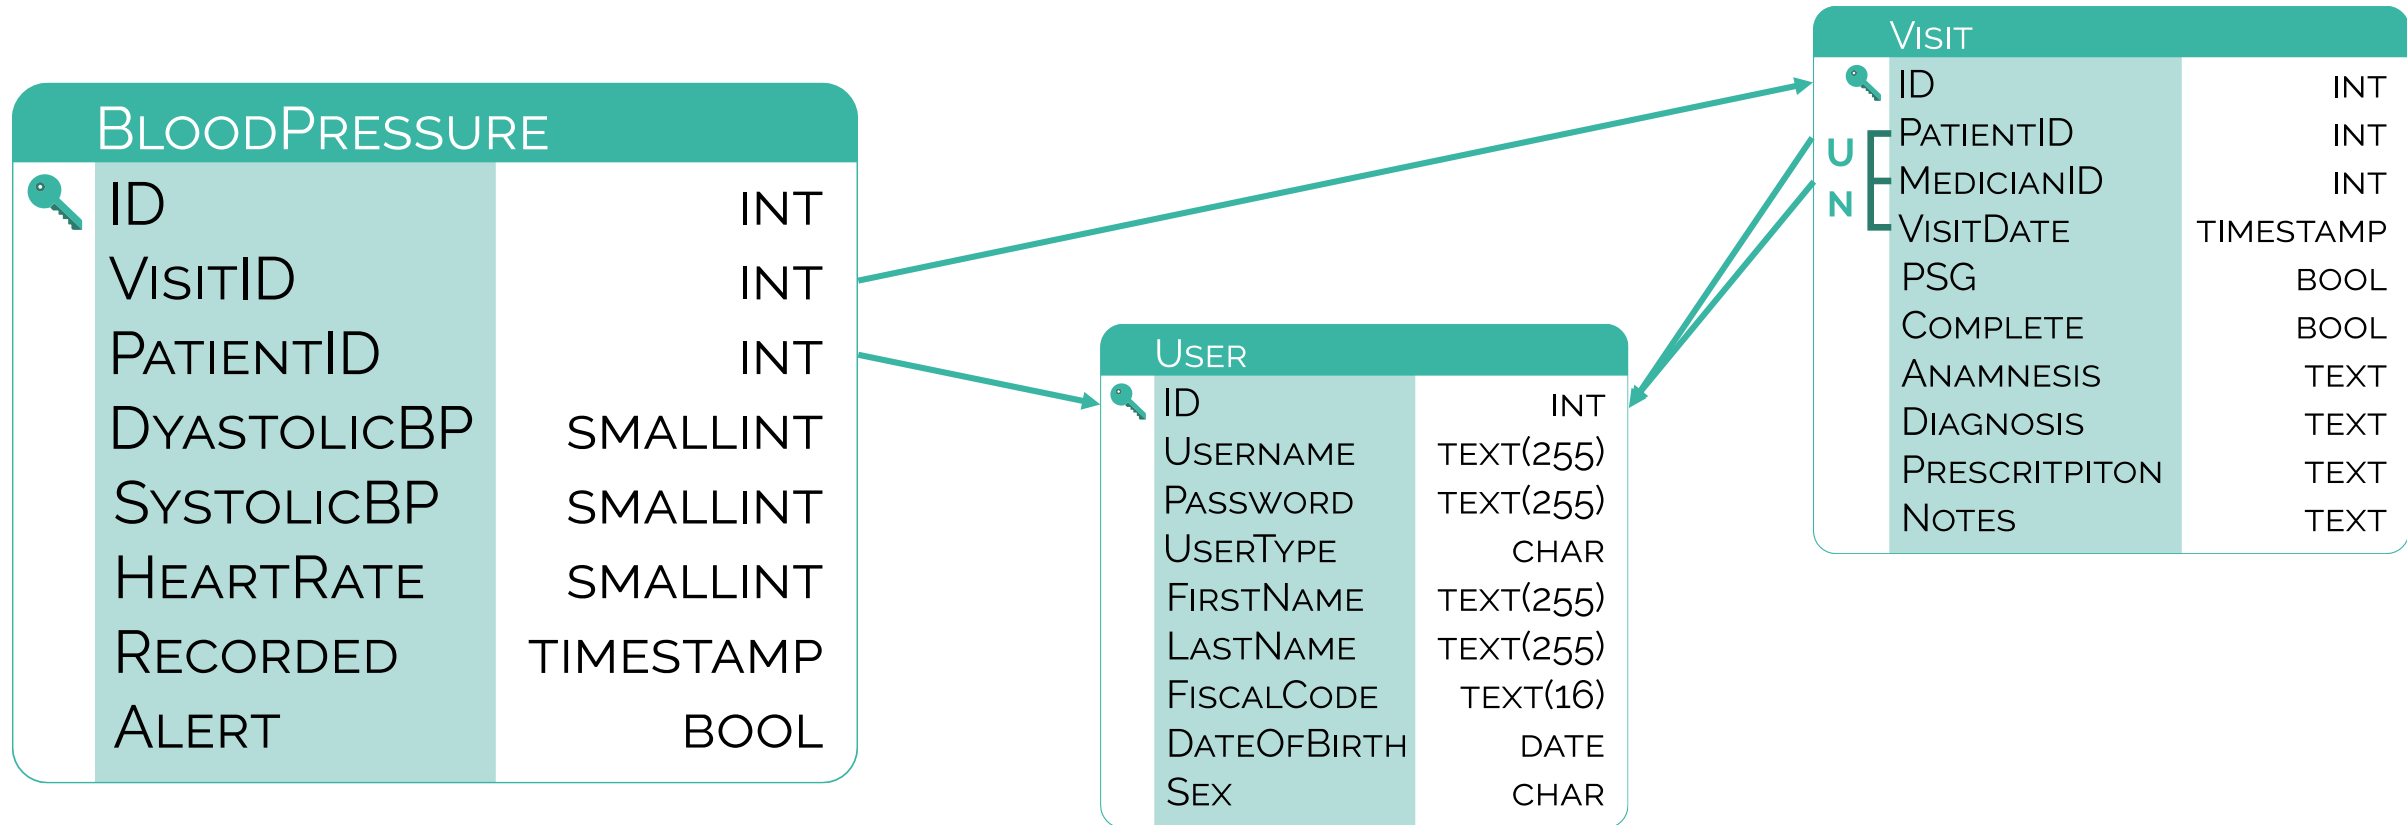 BloodPressure
ID INT
VisitID INT
PatientID INT
DyastolicBP SMALLINT
SystolicBP SMALLINT
HeartRate SMALLINT
Recorded TIMESTAMP
Alert BOOL
User
ID INT
Username TEXT(255)
Password TEXT(255)
UserType CHAR
FirstName TEXT(255)
LastName TEXT(255)
FiscalCode TEXT(16)
DateOfBirth DATE
Sex CHAR
Visit
ID INT
PatientID INT
MedicianID INT
VisitDate TIMESTAMP
PSG BOOL
Complete BOOL
Anamnesis TEXT
Diagnosis TEXT
Prescritpiton TEXT
Notes TEXT
UN